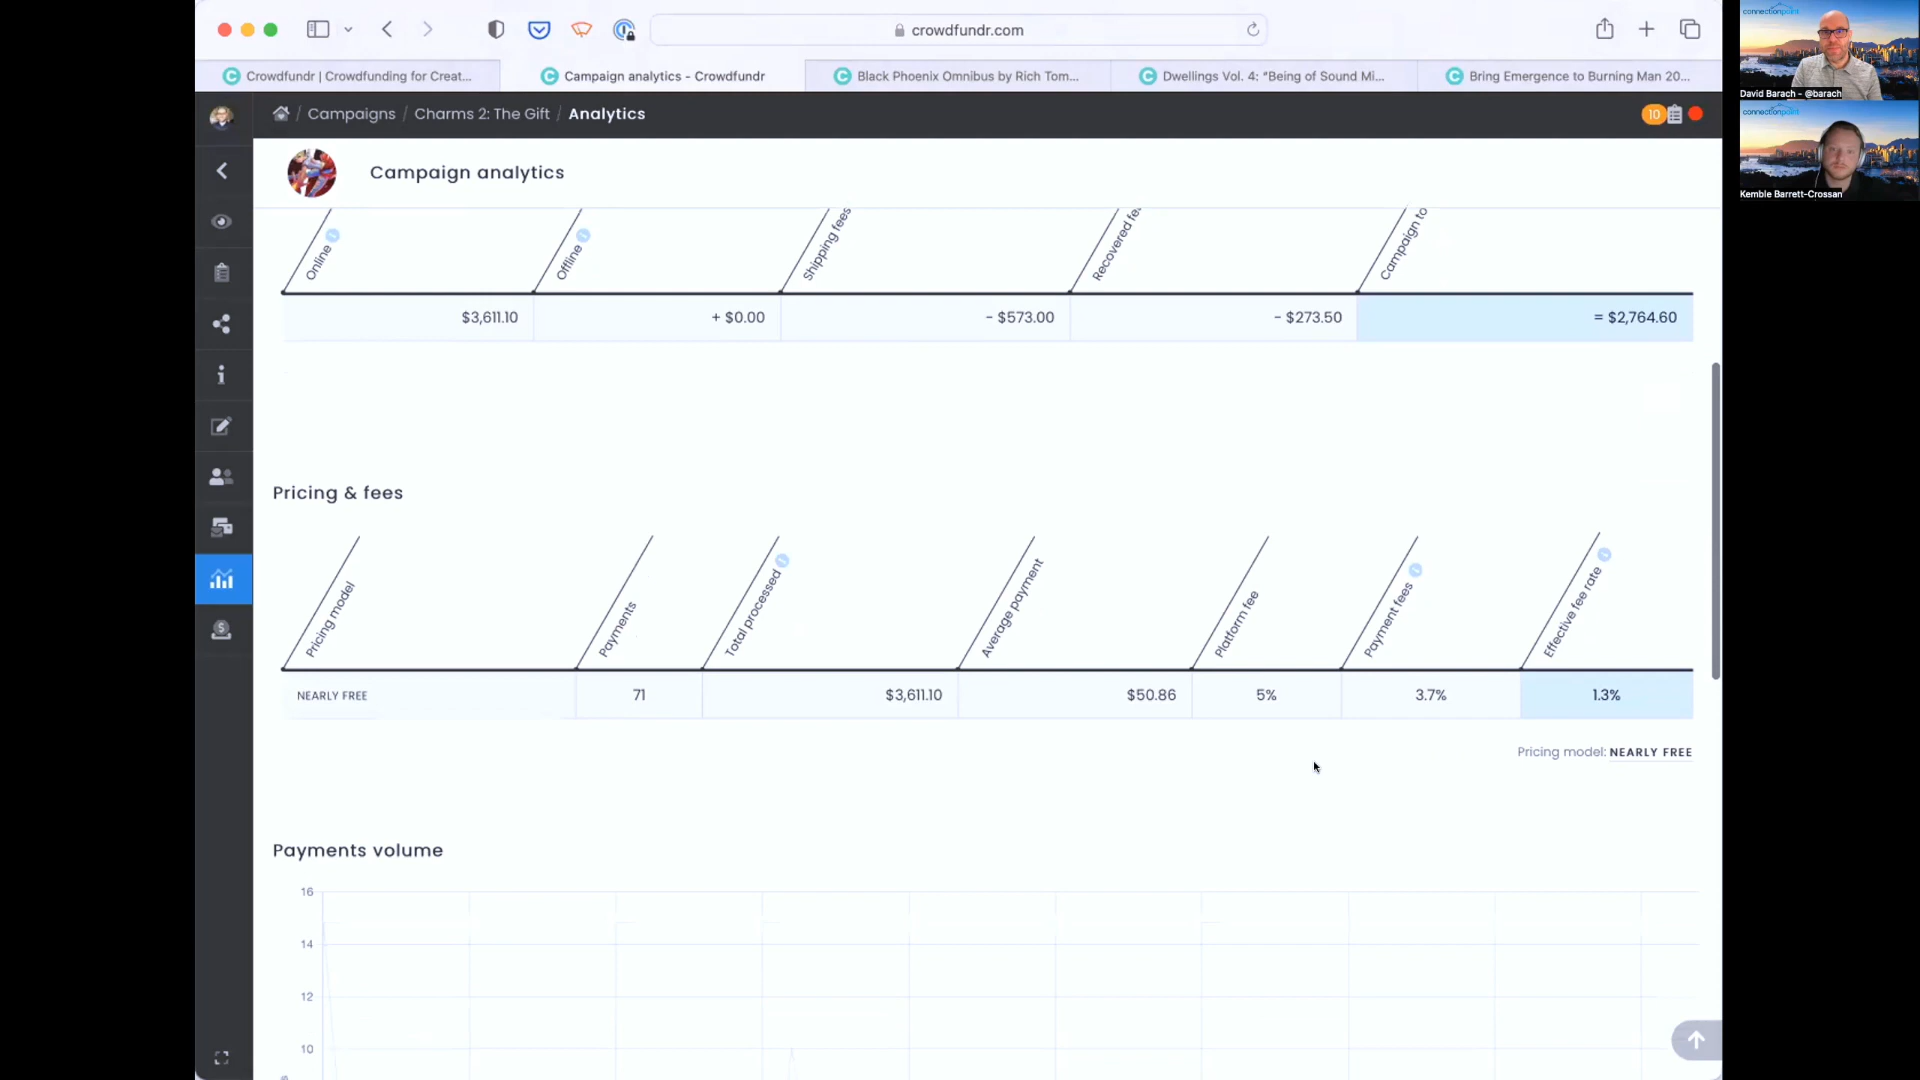 crowdfundr.com
Crowdfundr | Crowdfunding for Creat...
Campaign analytics - Crowdfundr
Black Phoenix Omnibus by Rich Tom...
Dwellings Vol. 4: "Being of Sound Mi...
Bring Emergence to Burning Man 20...
connectionpoint
David Barach - @barach
connectionpoint
Kemble Barrett-Crossan
/ Campaigns / Charms 2: The Gift / Analytics
10
Campaign analytics
Online
Offline
Shipping fees
Recovered fe
Campaign to
$3,611.10
+ $0.00
- $573.00
- $273.50
= $2,764.60
Pricing & fees
Pricing model
Payments
Total processed
Average payment
Platform fee
Payment fees
Effective fee rate
NEARLY FREE
71
$3,611.10
$50.86
5%
3.7%
1.3%
Pricing model: NEARLY FREE
Payments volume
16
14
12
10